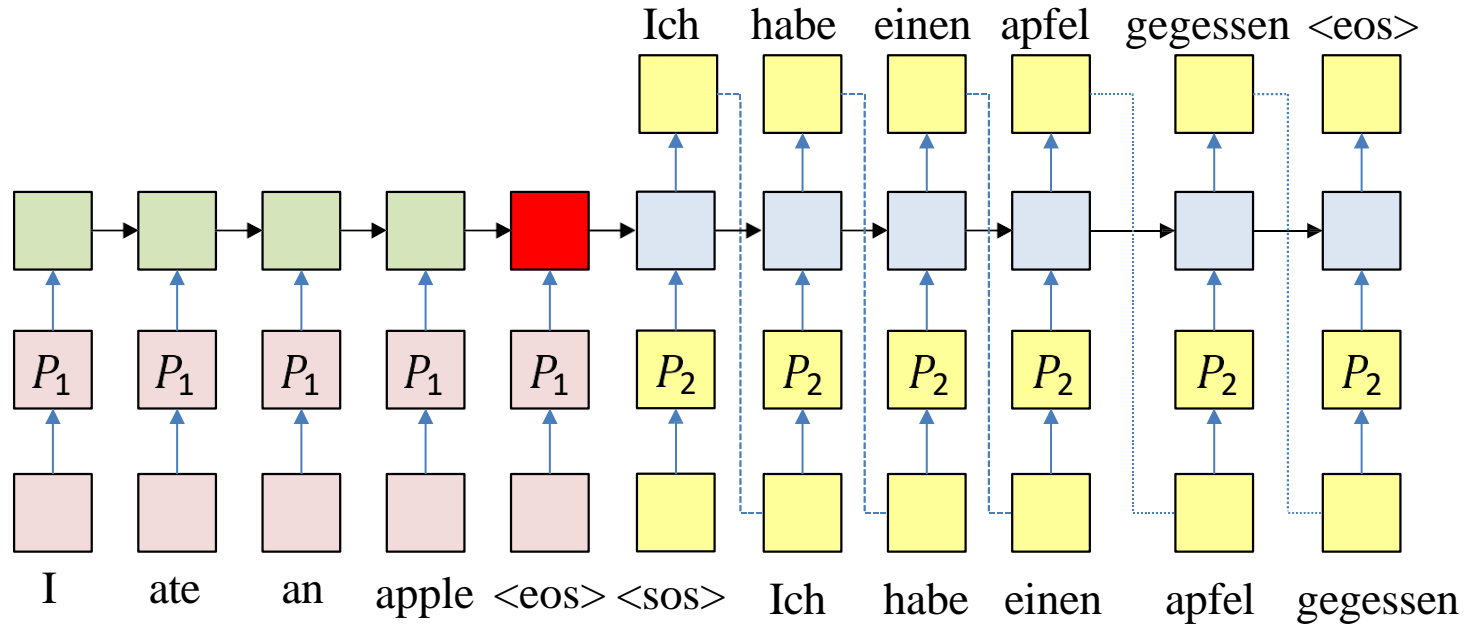 Ich habe einen apfel gegessen <eos>
P₁ P₁ P₁ P₁ P₁ P₂ P₂ P₂ P₂ P₂ P₂
I ate an apple <eos> <sos> Ich habe einen apfel gegessen